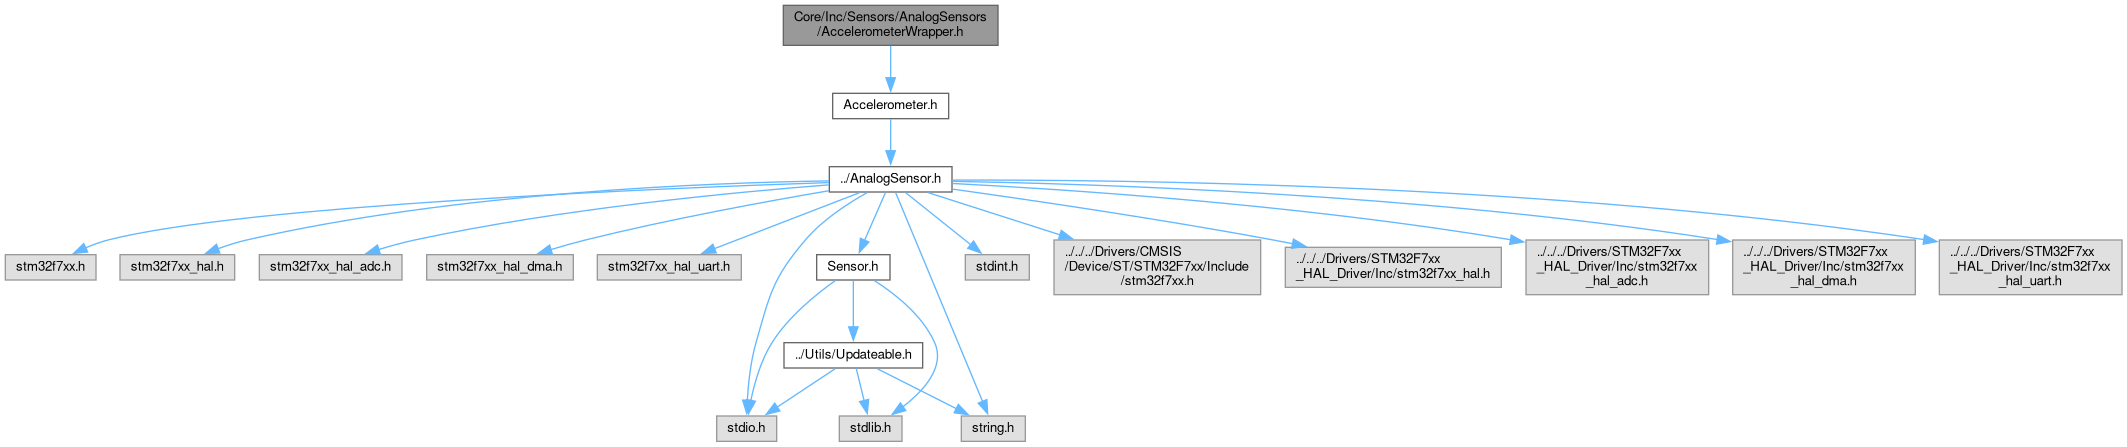 Core/Inc/Sensors/AnalogSensors
/AccelerometerWrapper.h
Accelerometer.h
../AnalogSensor.h
stm32f7xx.h
stm32f7xx_hal.h
stm32f7xx_hal_adc.h
stm32f7xx_hal_dma.h
stm32f7xx_hal_uart.h
Sensor.h
stdint.h
../../../Drivers/CMSIS
/Device/ST/STM32F7xx/Include
/stm32f7xx.h
../../../Drivers/STM32F7xx
_HAL_Driver/Inc/stm32f7xx_hal.h
../../../Drivers/STM32F7xx
_HAL_Driver/Inc/stm32f7xx
_hal_adc.h
../../../Drivers/STM32F7xx
_HAL_Driver/Inc/stm32f7xx
_hal_dma.h
../../../Drivers/STM32F7xx
_HAL_Driver/Inc/stm32f7xx
_hal_uart.h
../Utils/Updateable.h
stdio.h
stdlib.h
string.h